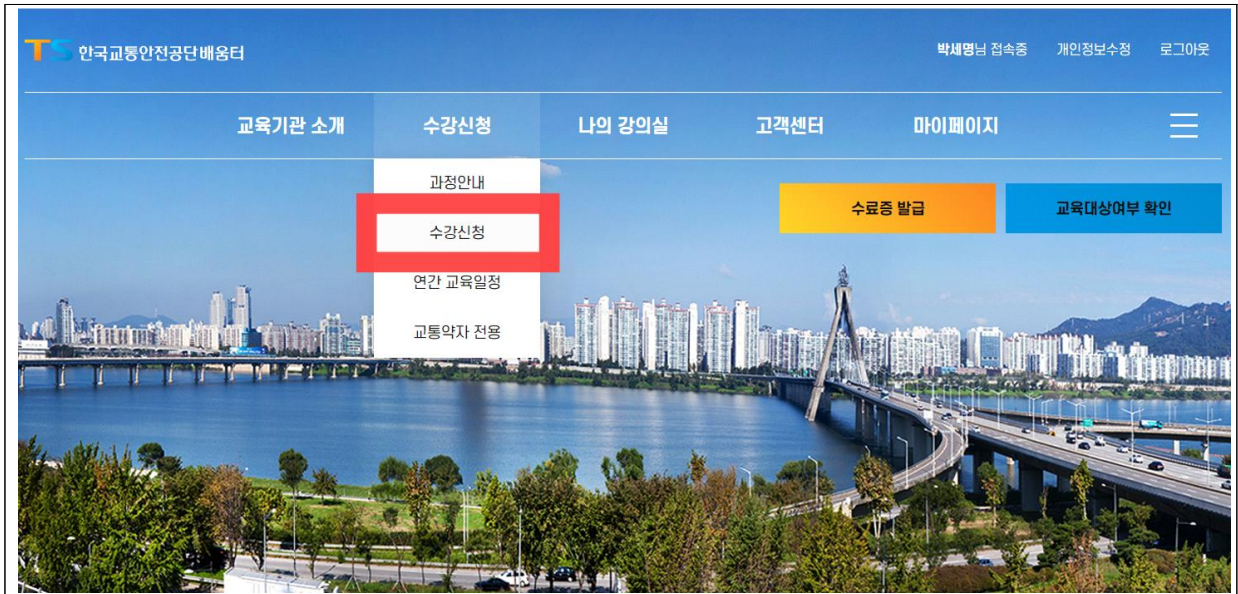 TS 한국교통안전공단배움터
박세명님 접속중 개인정보수정 로그아웃
교육기관 소개 수강신청 나의 강의실 고객센터 마이페이지
과정안내
수강신청
연간 교육일정
교통약자 전용
수료증 발급 교육대상여부 확인